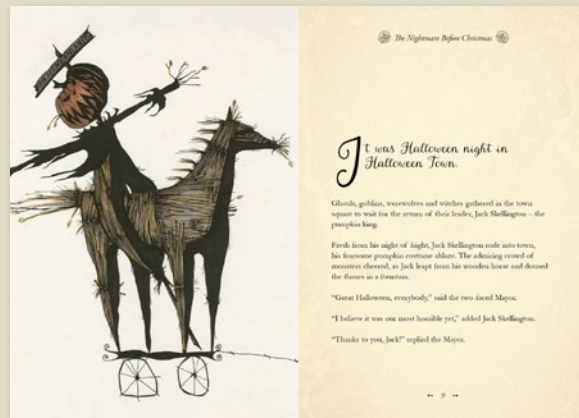 The Nightmare Before Christmas
It was Halloween night in
Halloween Town.
Ghouls, goblins, werewolves and witches gathered in the town
square to wait for the return of their leader, Jack Skellington – the
pumpkin king.
Fresh from his night of fright, Jack Skellington rode into town,
his fearsome pumpkin costume ablaze. The admiring crowd of
monsters cheered, as Jack leapt from his wooden horse and doused
the flames in a fountain.
“Great Halloween, everybody,” said the two-faced Mayor.
“I believe it was our most horrible yet,” added Jack Skellington.
“Thanks to you, Jack!” replied the Mayor.
9